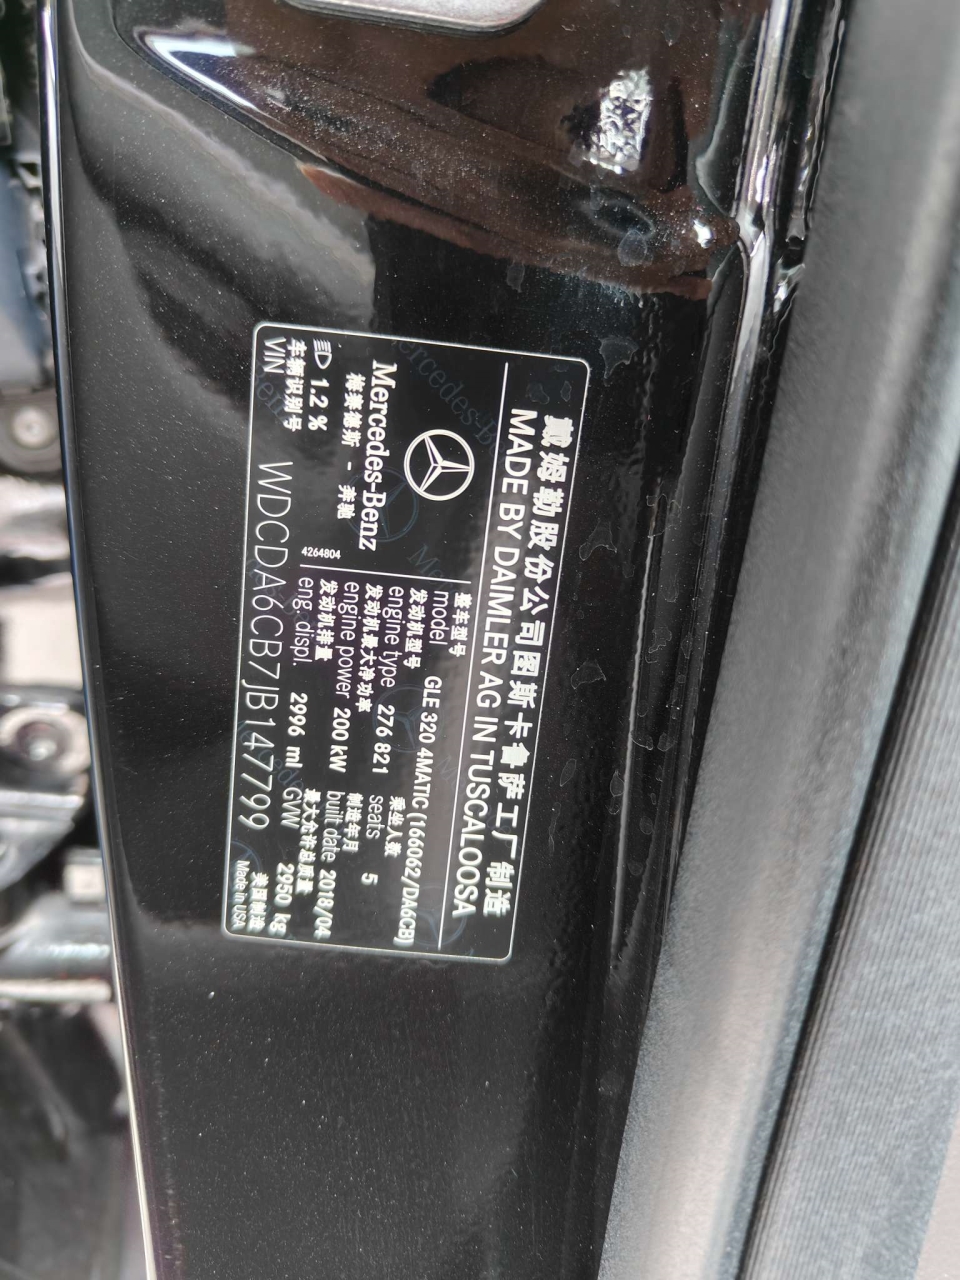 戴姆勒股份公司图斯卡鲁萨工厂制造
MADE BY DAIMLER AG IN TUSCALOOSA
Mercedes-Benz
梅赛德斯 - 奔驰
1.2 %
4264804
整车型号
model GLE 320 4MATIC (166062/DA6CB)
发动机型号 乘坐人数
engine type 276 821 seats 5
发动机最大净功率 制造年月
engine power 200 kW built date 2018/04
发动机排量 最大允许总质量
eng. displ. 2996 ml GVW 2950 kg
车辆识别号
VIN WDCDA6CB7JB147799
美国制造
Made in USA